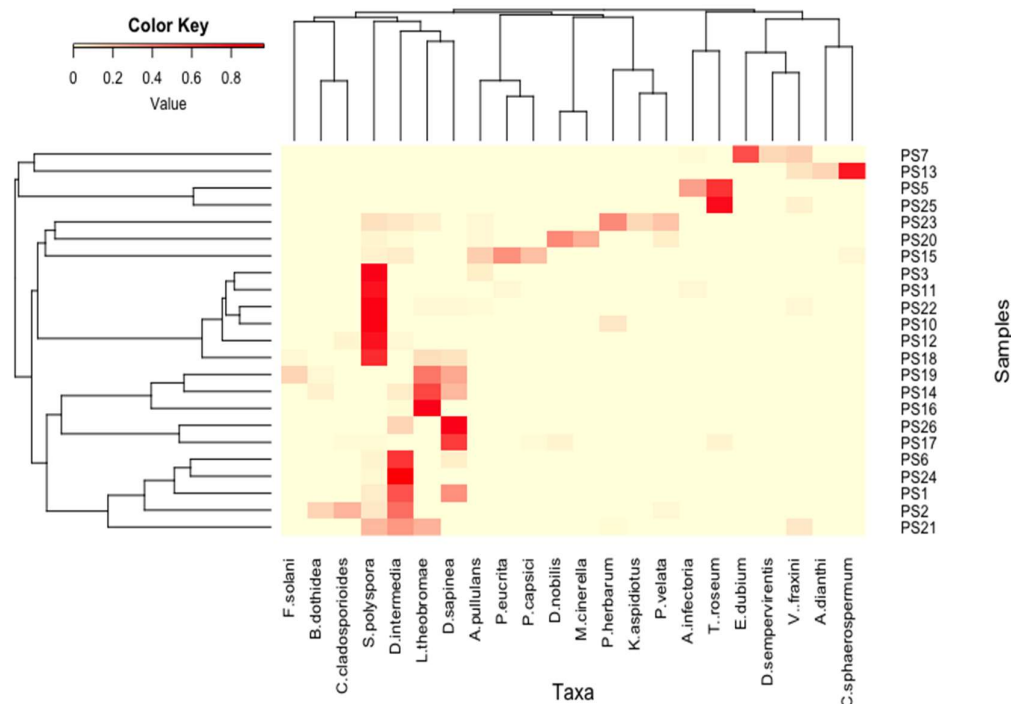 Color Key
0 0.2 0.4 0.6 0.8
Value
PS7
PS13
PS5
PS25
PS23
PS20
PS15
PS3
PS11
PS22
PS10
PS12
PS18
PS19
PS14
PS16
PS26
PS17
PS6
PS24
PS1
PS2
PS21
Samples
F.solani
B.dothidea
C.cladosporioides
S.polyspora
D.intermedia
L.theobromae
D.sapinea
A.pullulans
P.eucrita
P.capsici
D.nobilis
M.cinerella
P.herbarum
K.aspidiotus
P.velata
A.infectoria
T..roseum
E.dubium
D.sempervirentis
V..fraxini
A.dianthi
C.sphaerospermum
Taxa